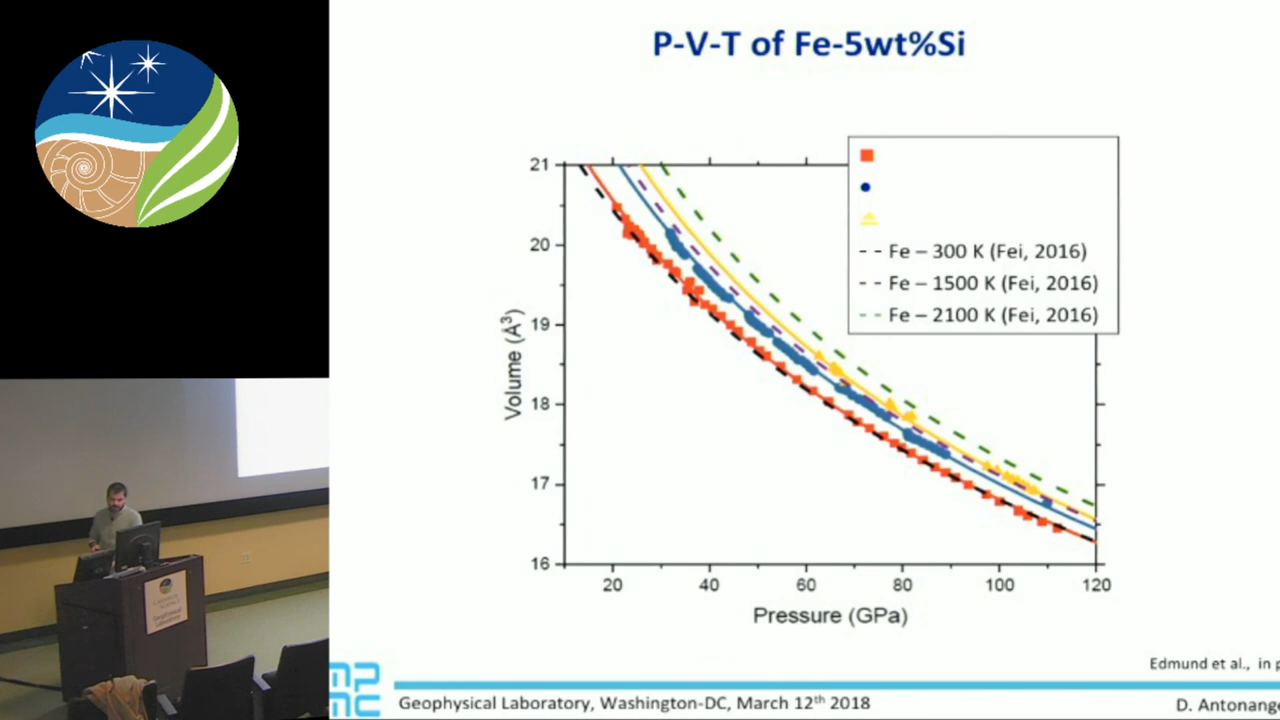 P-V-T of Fe-5wt%Si
Fe – 300 K (Fei, 2016)
Fe – 1500 K (Fei, 2016)
Fe – 2100 K (Fei, 2016)
21
20
19
18
17
16
Volume (Å³)
20 40 60 80 100 120
Pressure (GPa)
Edmund et al., in p
Geophysical Laboratory, Washington-DC, March 12th 2018
D. Antonange